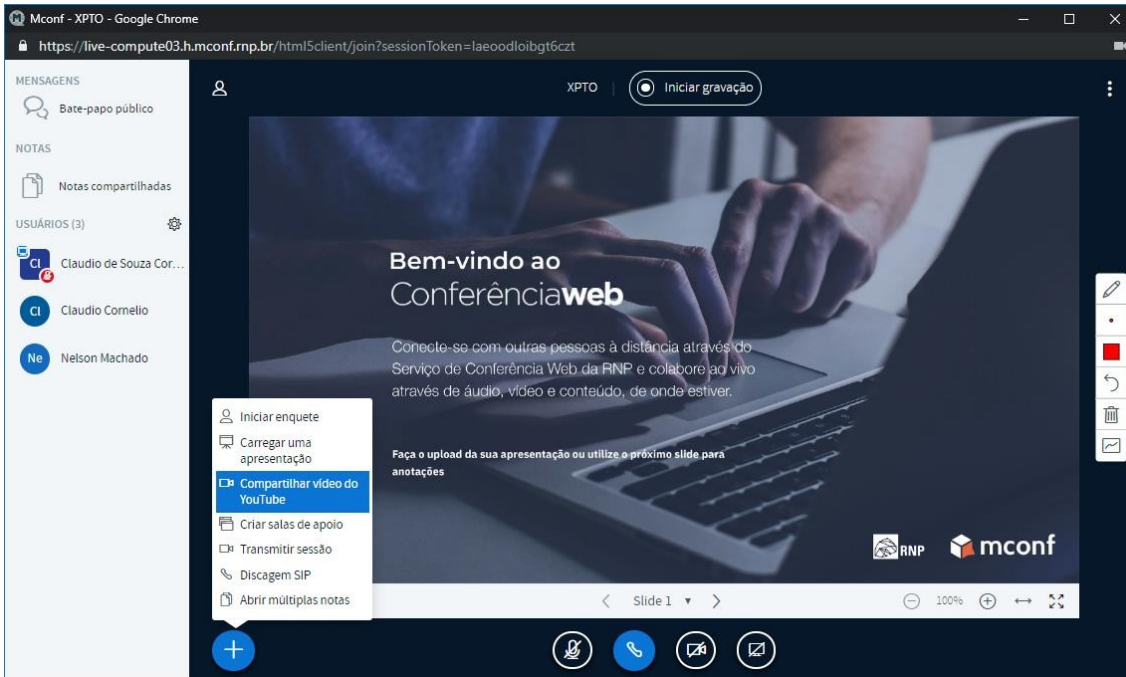 Mconf - XPTO - Google Chrome
https://live-compute03.h.mconf.rnp.br/html5client/join?sessionToken=laeoodloibgt6czt
MENSAGENS
Bate-papo público
NOTAS
Notas compartilhadas
USUÁRIOS (3)
CL
Claudio de Souza Cor...
CL
Claudio Cornelio
Ne
Nelson Machado
XPTO
Iniciar gravação
Bem-vindo ao
Conferênciaweb
Conecte-se com outras pessoas à distância através do
Serviço de Conferência Web da RNP e colabore ao vivo
através de áudio, vídeo e conteúdo, de onde estiver.
Faça o upload da sua apresentação ou utilize o próximo slide para
anotações
RNP
mconf
Iniciar enquete
Carregar uma
apresentação
Compartilhar vídeo do
YouTube
Criar salas de apoio
Transmitir sessão
Discagem SIP
Abrir múltiplas notas
Slide 1
100%